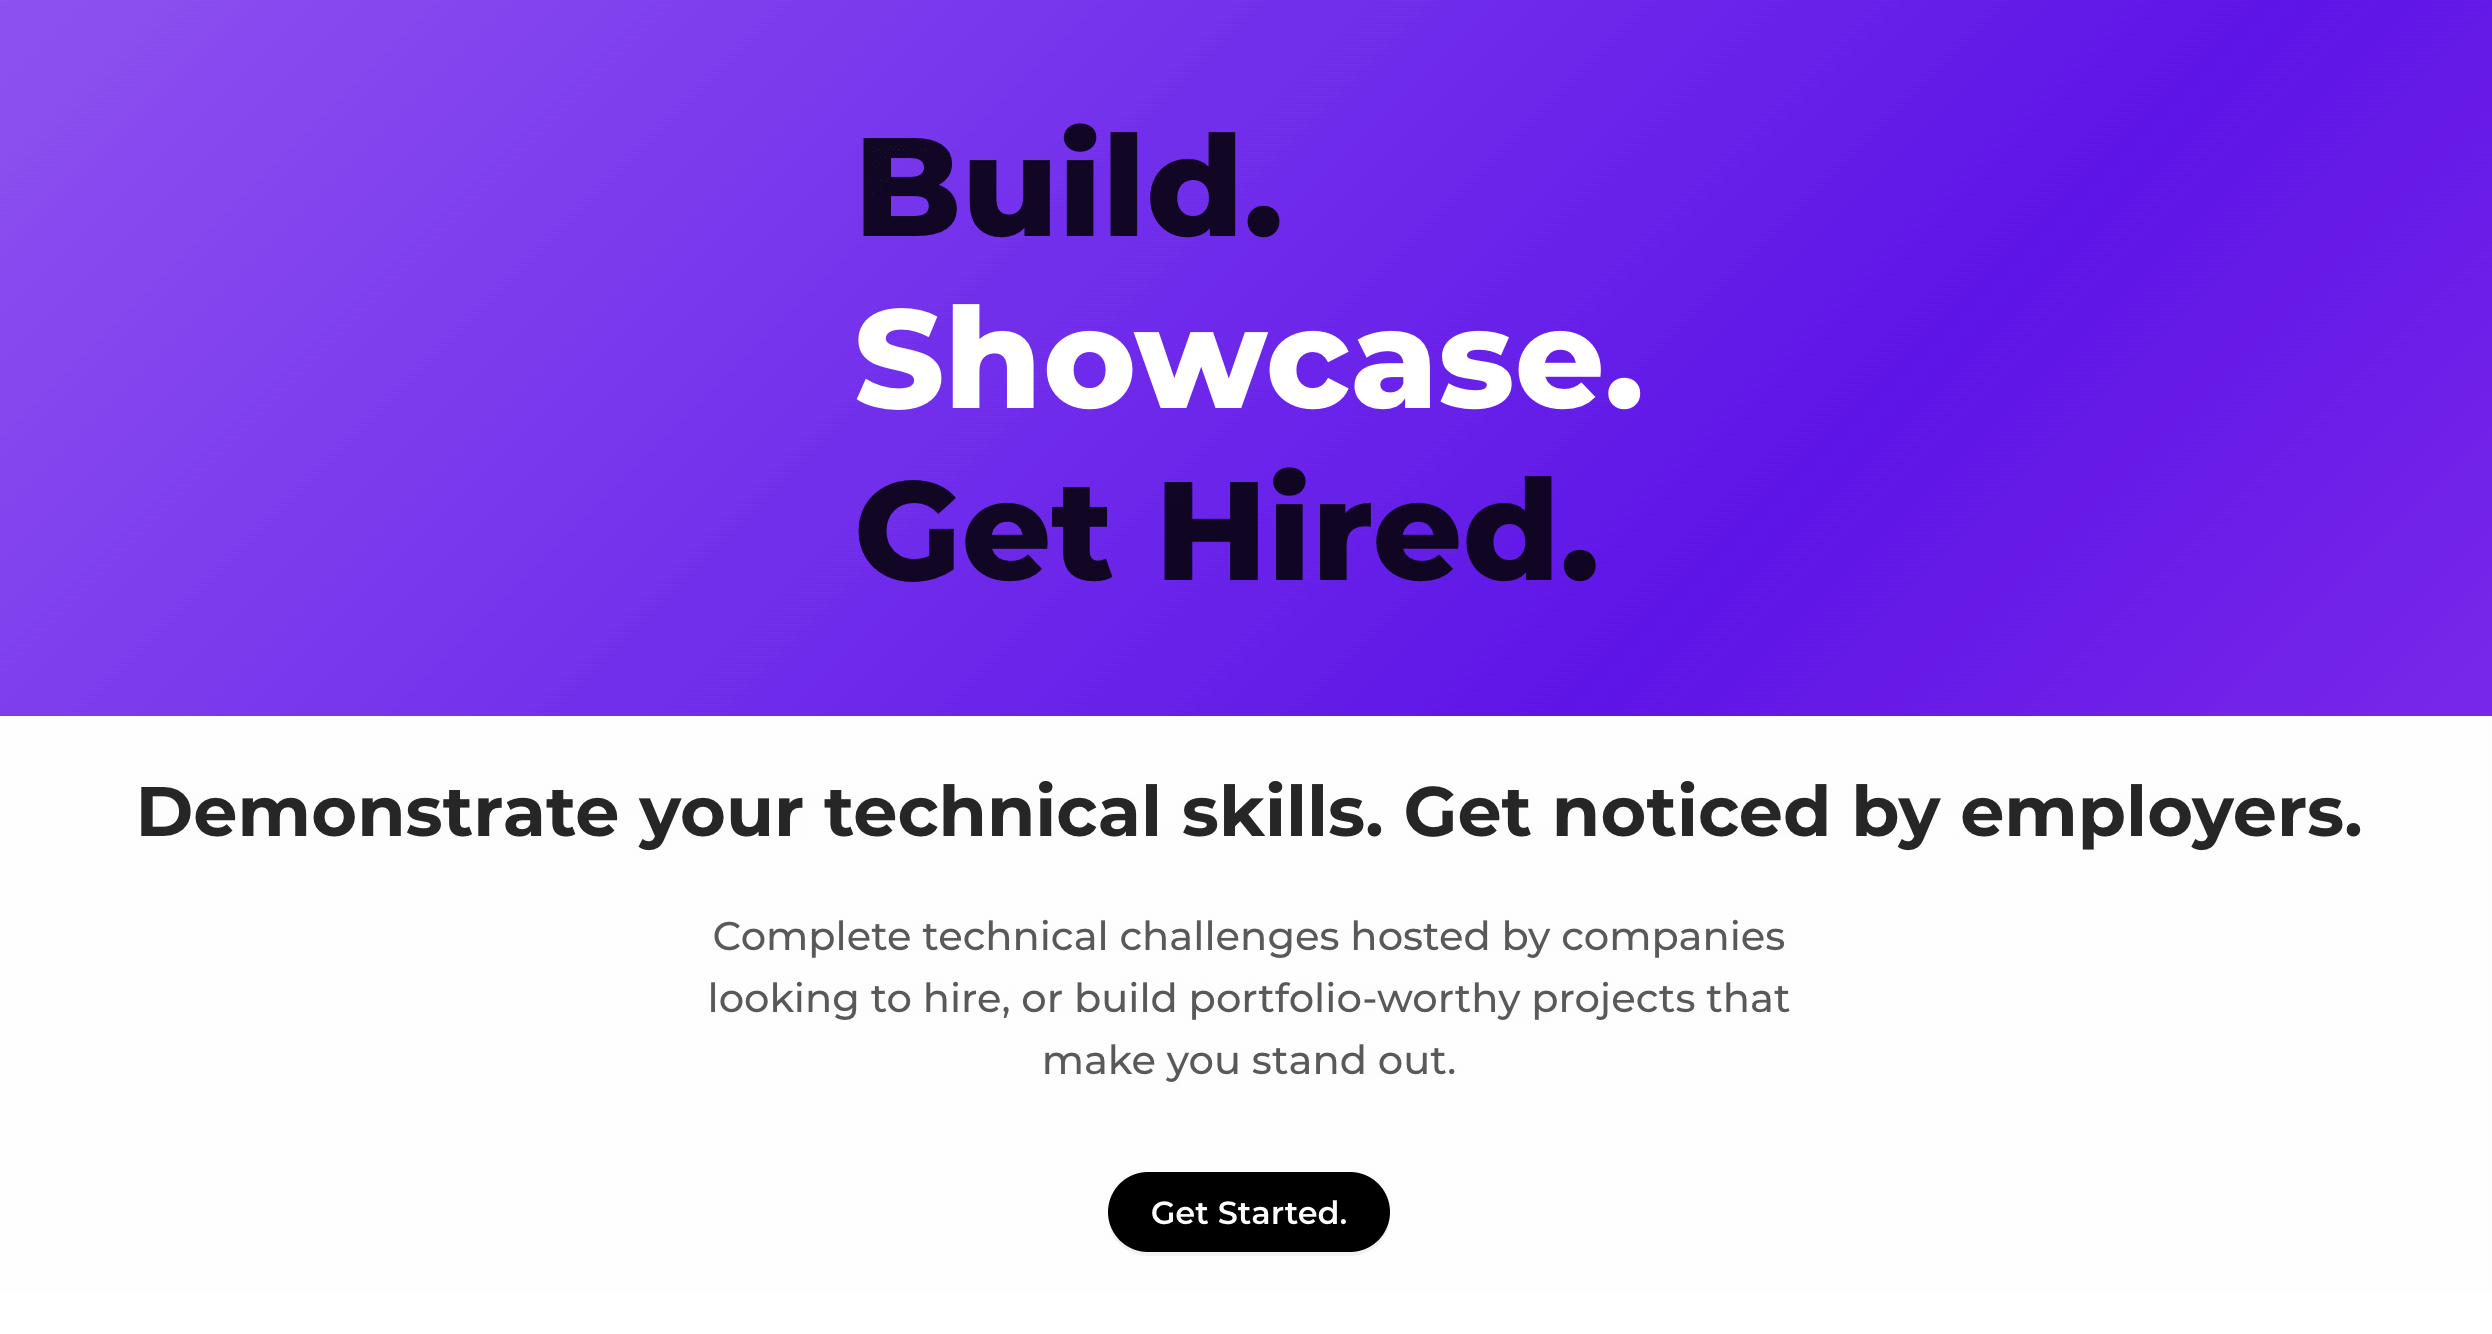 Build.
Showcase.
Get Hired.
Demonstrate your technical skills. Get noticed by employers.
Complete technical challenges hosted by companies
looking to hire, or build portfolio-worthy projects that
make you stand out.
Get Started.